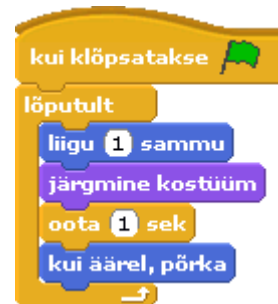 kui klõpsatakse
lõputult
liigu 1 sammu
järgmine kostüüm
oota 1 sek
kui äärel, põrka